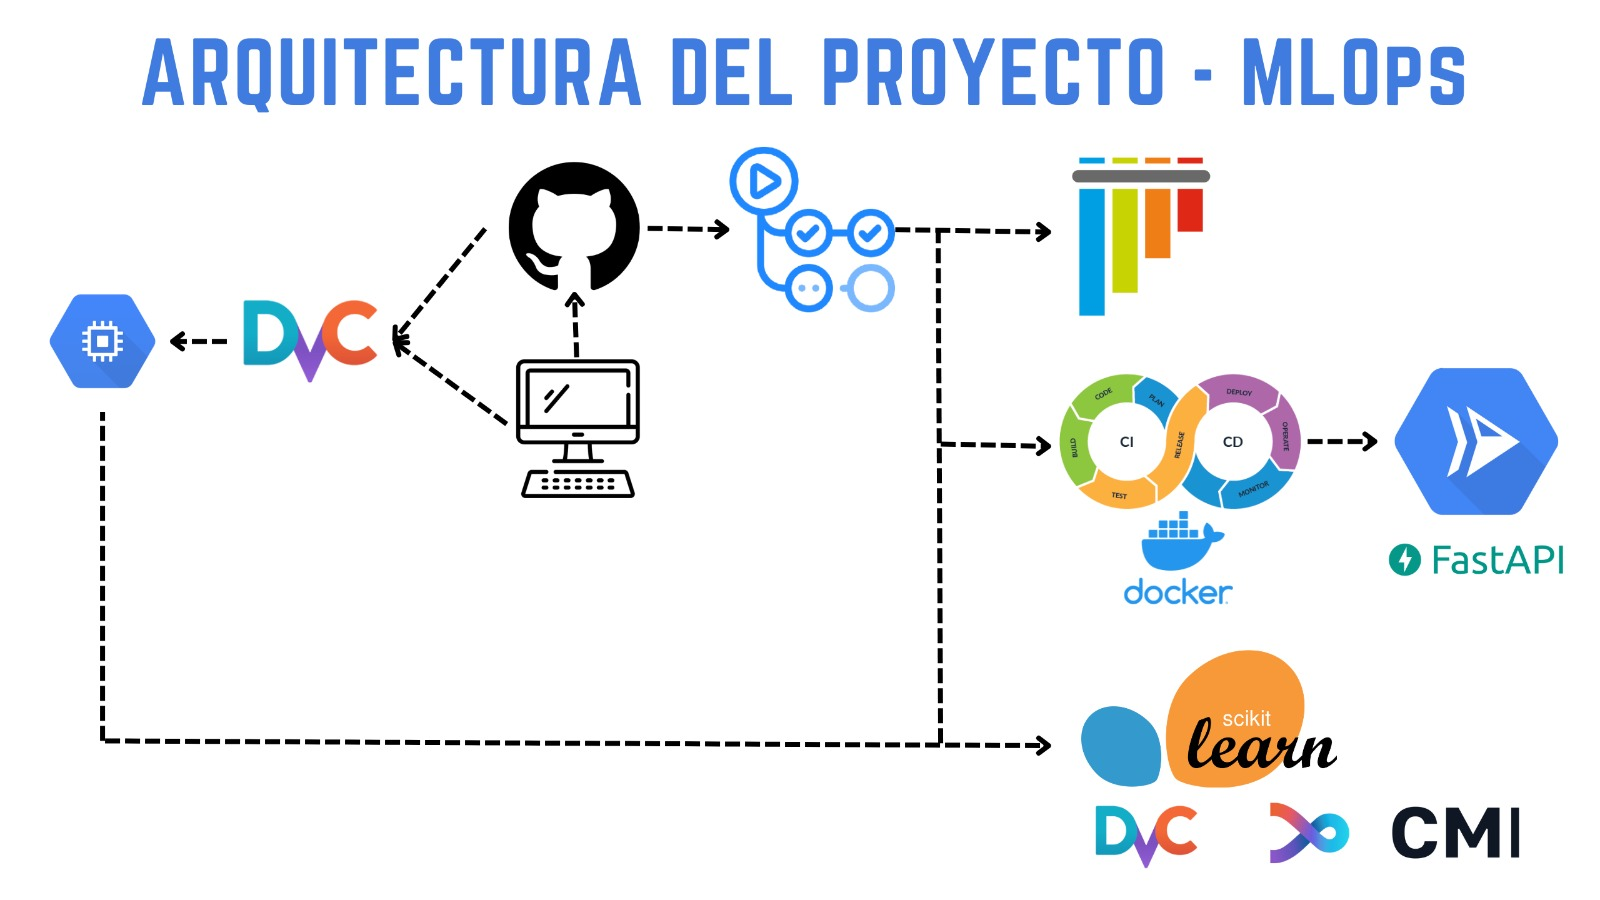 ARQUITECTURA DEL PROYECTO - MLOps
DVC
CODE
PLAN
BUILD
CI
TEST
RELEASE
DEPLOY
OPERATE
CD
MONITOR
docker
FastAPI
scikit
learn
DVC
CMl